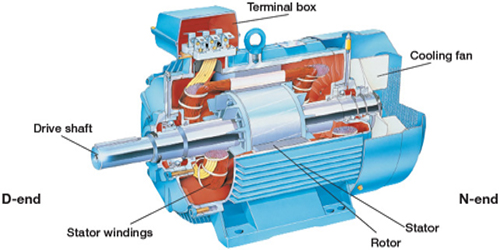 Terminal box
Cooling fan
Drive shaft
D-end
N-end
Stator windings
Stator
Rotor